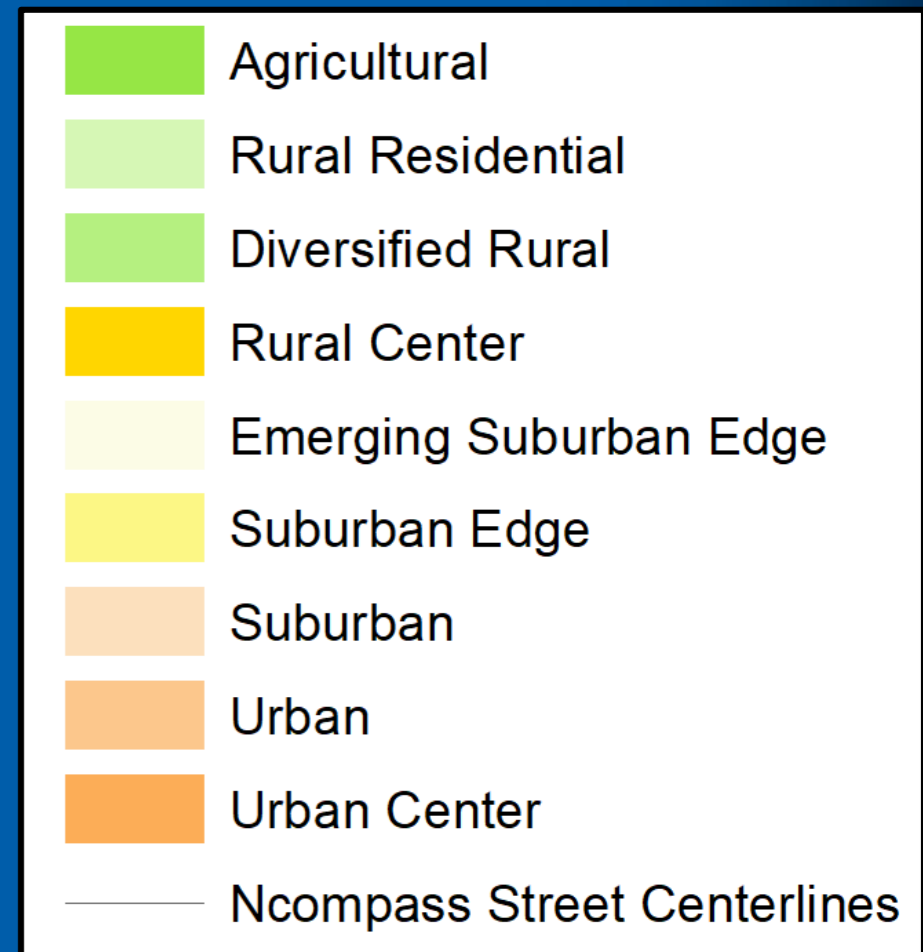 Agricultural
Rural Residential
Diversified Rural
Rural Center
Emerging Suburban Edge
Suburban Edge
Suburban
Urban
Urban Center
Ncompass Street Centerlines